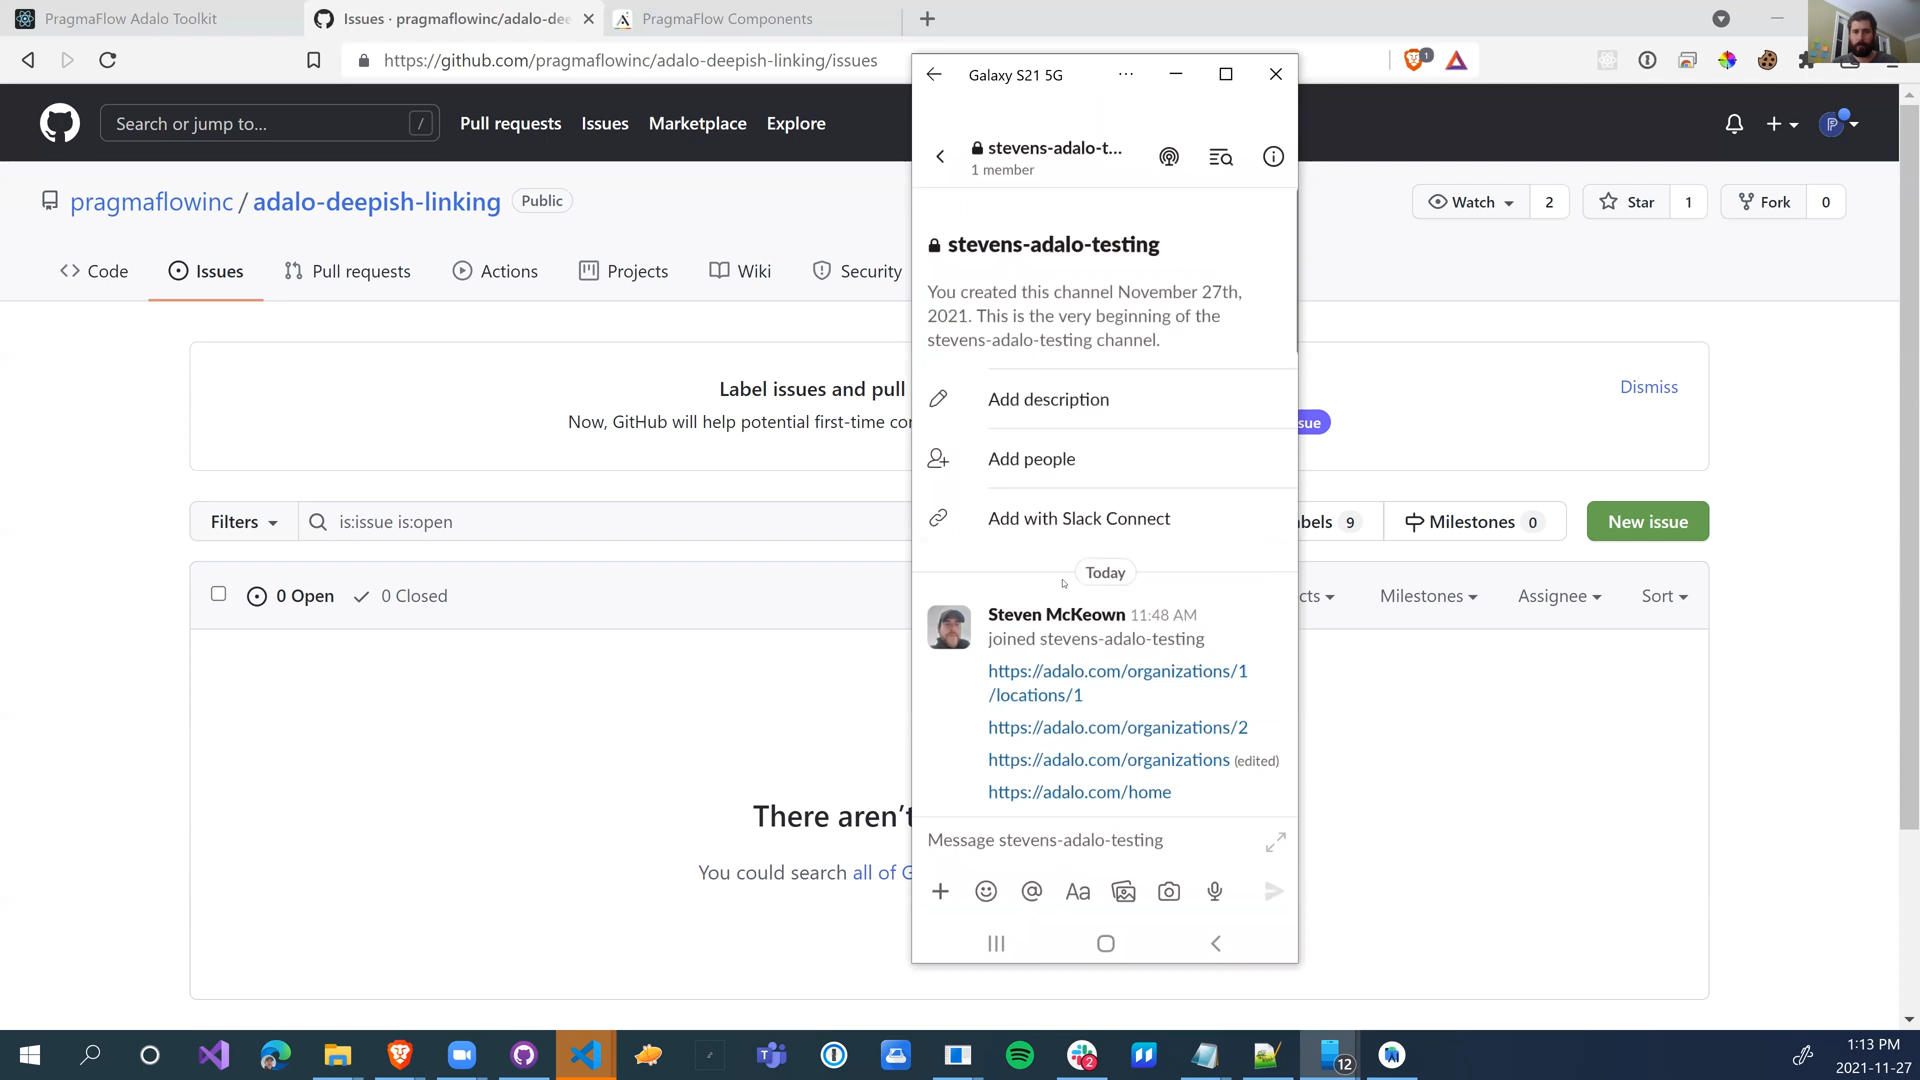 PragmaFlow Adalo Toolkit
Issues · pragmaflowinc/adalo-dee
PragmaFlow Components
https://github.com/pragmaflowinc/adalo-deepish-linking/issues
1
Search or jump to...
/
Pull requests
Issues
Marketplace
Explore
pragmaflowinc / adalo-deepish-linking
Public
Watch
2
Star
1
Fork
0
Code
Issues
Pull requests
Actions
Projects
Wiki
Security
Label issues and pull
Now, GitHub will help potential first-time cor
sue
Dismiss
Filters
is:issue is:open
bels 9
Milestones 0
New issue
0 Open
0 Closed
cts
Milestones
Assignee
Sort
There aren't
You could search all of G
Galaxy S21 5G
stevens-adalo-t...
1 member
stevens-adalo-testing
You created this channel November 27th,
2021. This is the very beginning of the
stevens-adalo-testing channel.
Add description
Add people
Add with Slack Connect
Today
Steven McKeown 11:48 AM
joined stevens-adalo-testing
https://adalo.com/organizations/1
/locations/1
https://adalo.com/organizations/2
https://adalo.com/organizations (edited)
https://adalo.com/home
Message stevens-adalo-testing
Aa
2
12
1:13 PM
2021-11-27